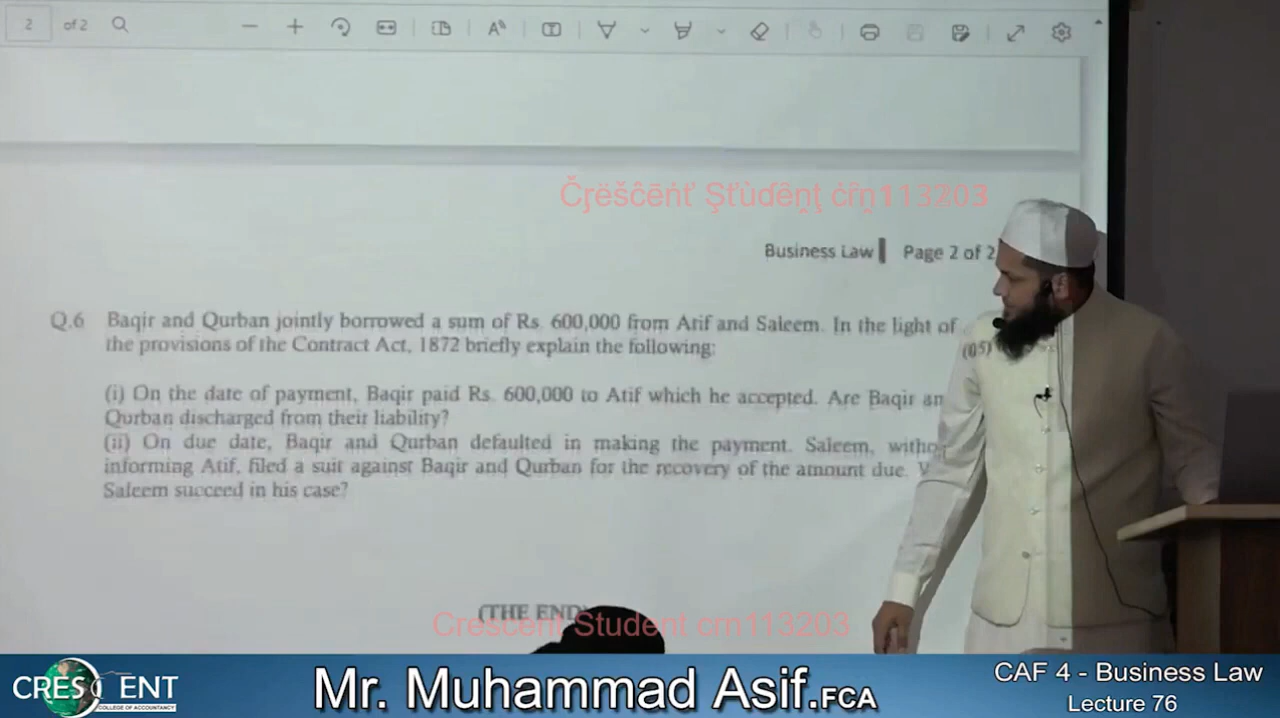 2 of 2
Čŗëšĉēṅť Şťùďêṋţ ċȑṉ113203
Business Law | Page 2 of 2
Q.6 Baqir and Qurban jointly borrowed a sum of Rs. 600,000 from Atif and Saleem. In the light of
the provisions of the Contract Act, 1872 briefly explain the following:
(05)
(i) On the date of payment, Baqir paid Rs. 600,000 to Atif which he accepted. Are Baqir an
Qurban discharged from their liability?
(ii) On due date, Baqir and Qurban defaulted in making the payment. Saleem, witho
informing Atif, filed a suit against Baqir and Qurban for the recovery of the amount due.
Saleem succeed in his case?
(THE END)
Crescent Student crn113203
CRESCENT
COLLEGE OF ACCOUNTANCY
Mr. Muhammad Asif.FCA
CAF 4 - Business Law
Lecture 76